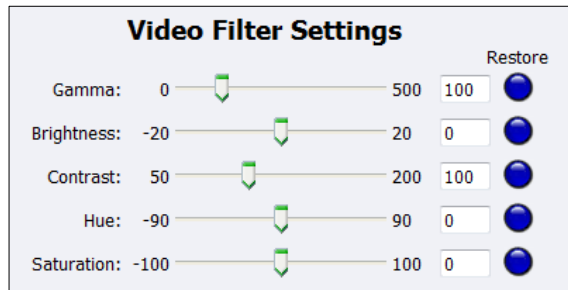 Video Filter Settings
Restore
Gamma: 0 500 100
Brightness: -20 20 0
Contrast: 50 200 100
Hue: -90 90 0
Saturation: -100 100 0